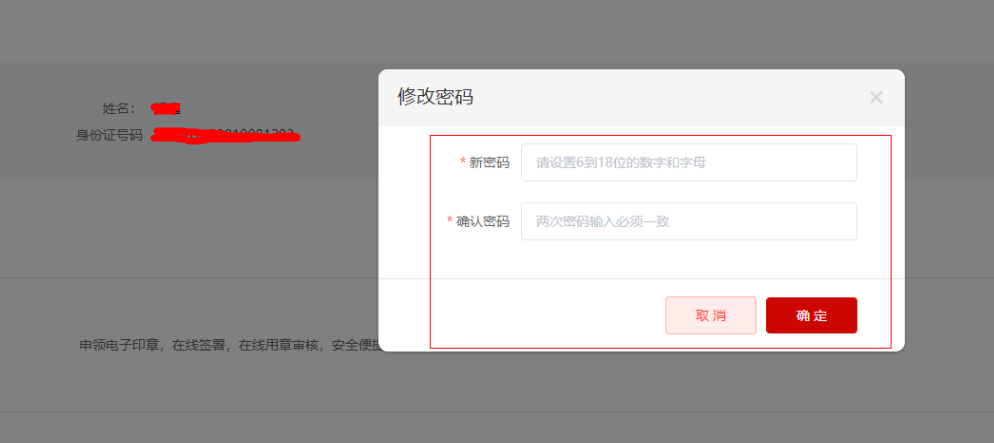 修改密码
姓名：
身份证号码
* 新密码
请设置6到18位的数字和字母
* 确认密码
两次密码输入必须一致
取 消
确 定
申领电子印章，在线签署，在线用章审核，安全便捷